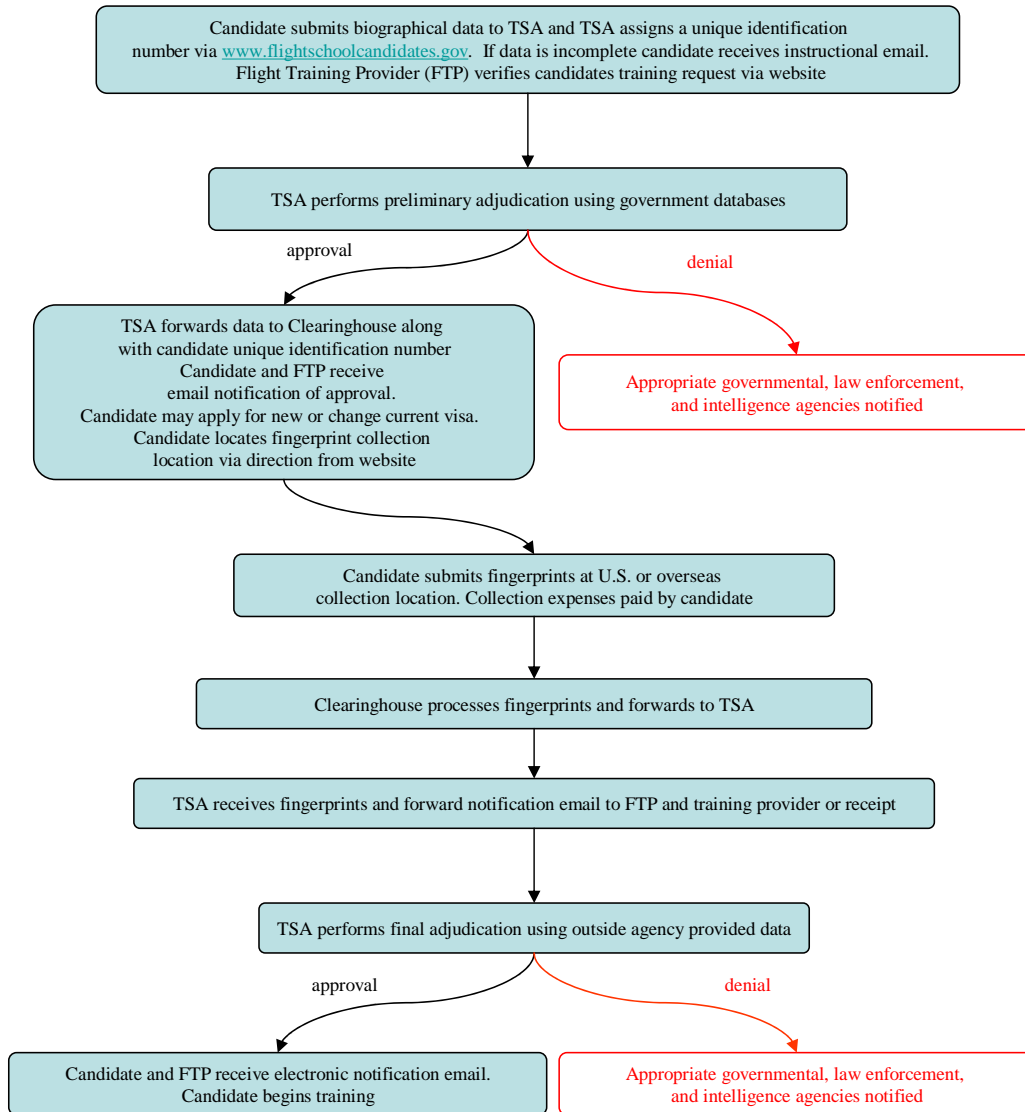 Candidate submits biographical data to TSA and TSA assigns a unique identification
number via www.flightschoolcandidates.gov. If data is incomplete candidate receives instructional email.
Flight Training Provider (FTP) verifies candidates training request via website
TSA performs preliminary adjudication using government databases
approval
denial
TSA forwards data to Clearinghouse along
with candidate unique identification number
Candidate and FTP receive
email notification of approval.
Candidate may apply for new or change current visa.
Candidate locates fingerprint collection
location via direction from website
Appropriate governmental, law enforcement,
and intelligence agencies notified
Candidate submits fingerprints at U.S. or overseas
collection location. Collection expenses paid by candidate
Clearinghouse processes fingerprints and forwards to TSA
TSA receives fingerprints and forward notification email to FTP and training provider or receipt
TSA performs final adjudication using outside agency provided data
approval
denial
Candidate and FTP receive electronic notification email.
Candidate begins training
Appropriate governmental, law enforcement,
and intelligence agencies notified